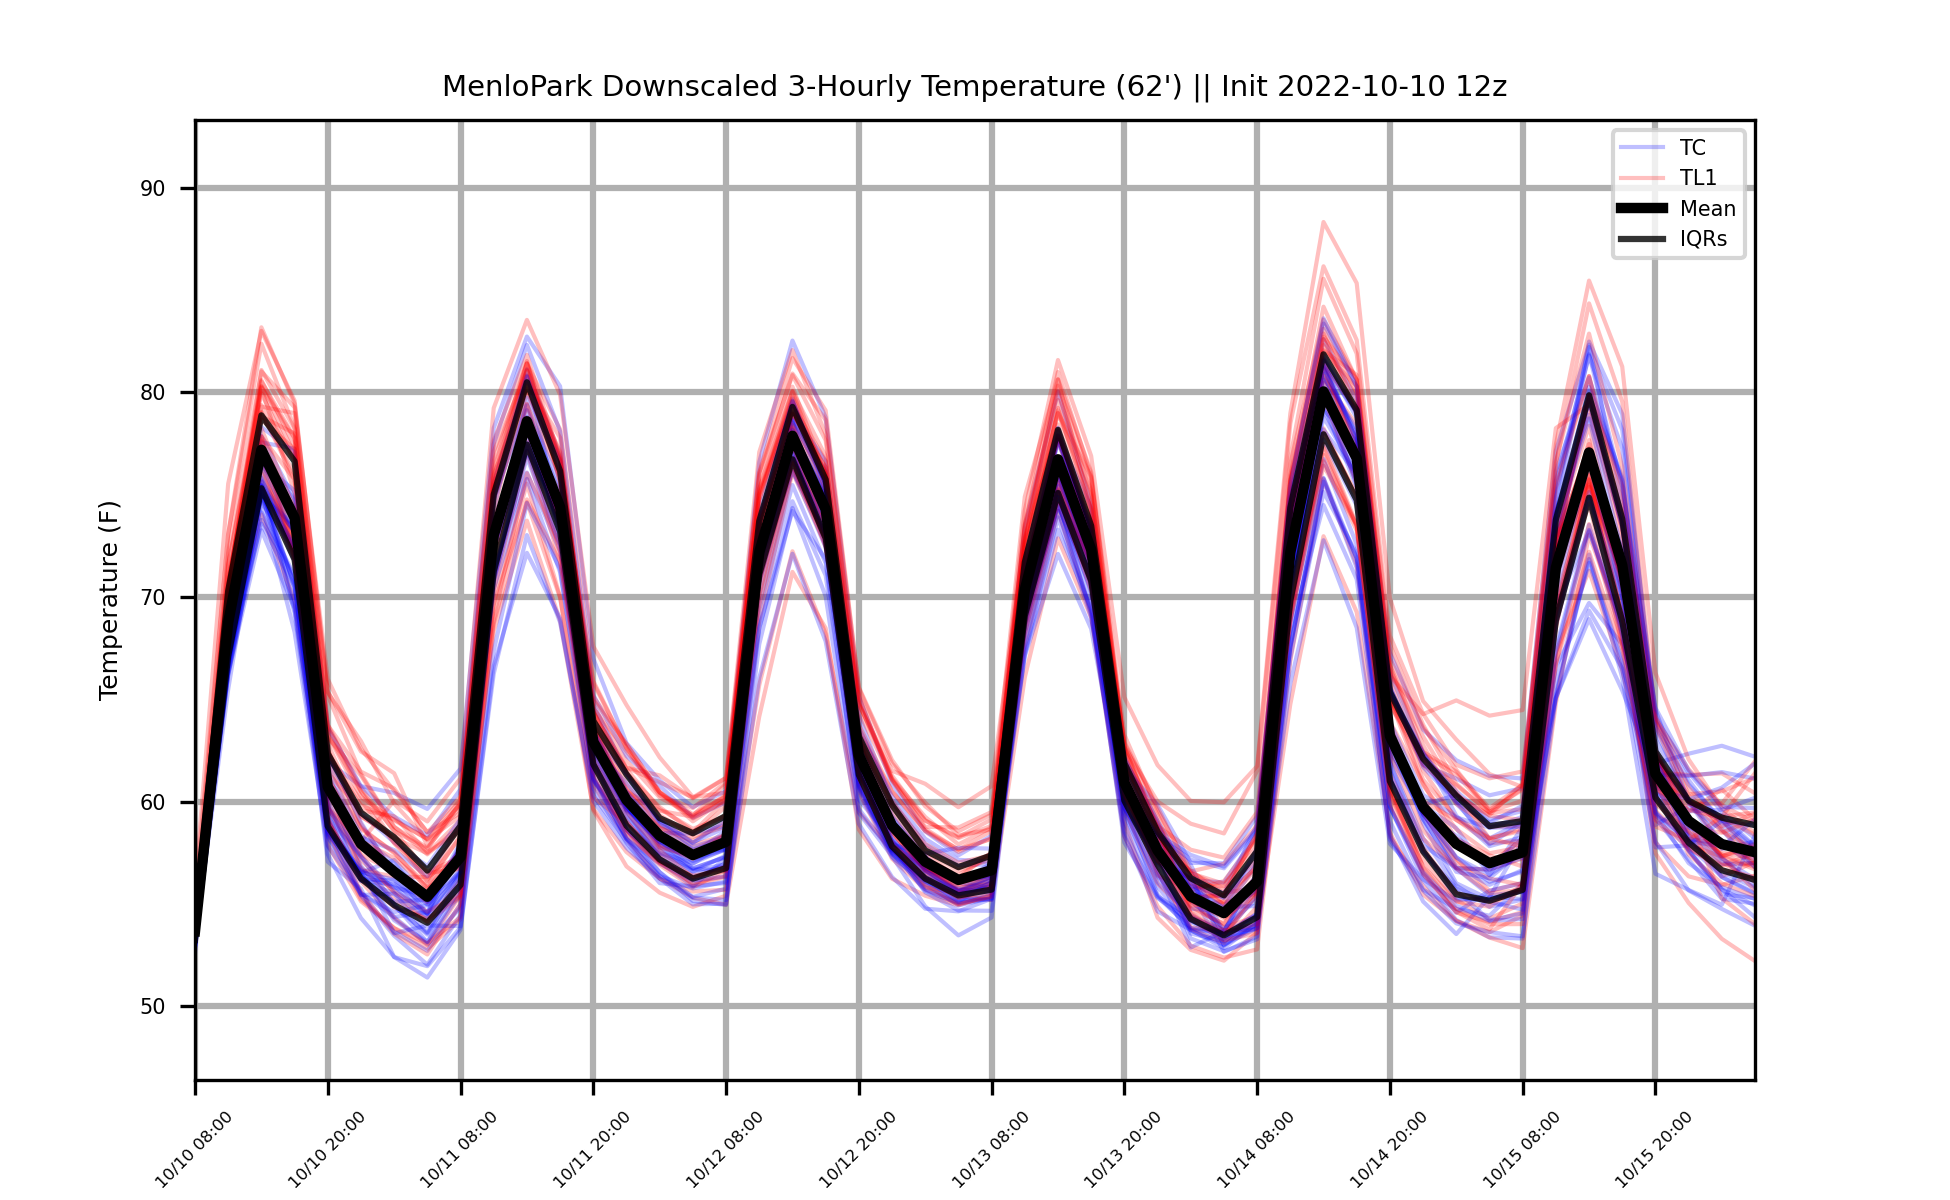 MenloPark Downscaled 3-Hourly Temperature (62') || Init 2022-10-10 12z
TC
TL1
Mean
IQRs
Temperature (F)
90
80
70
60
50
10/10 08:00
10/10 20:00
10/11 08:00
10/11 20:00
10/12 08:00
10/12 20:00
10/13 08:00
10/13 20:00
10/14 08:00
10/14 20:00
10/15 08:00
10/15 20:00